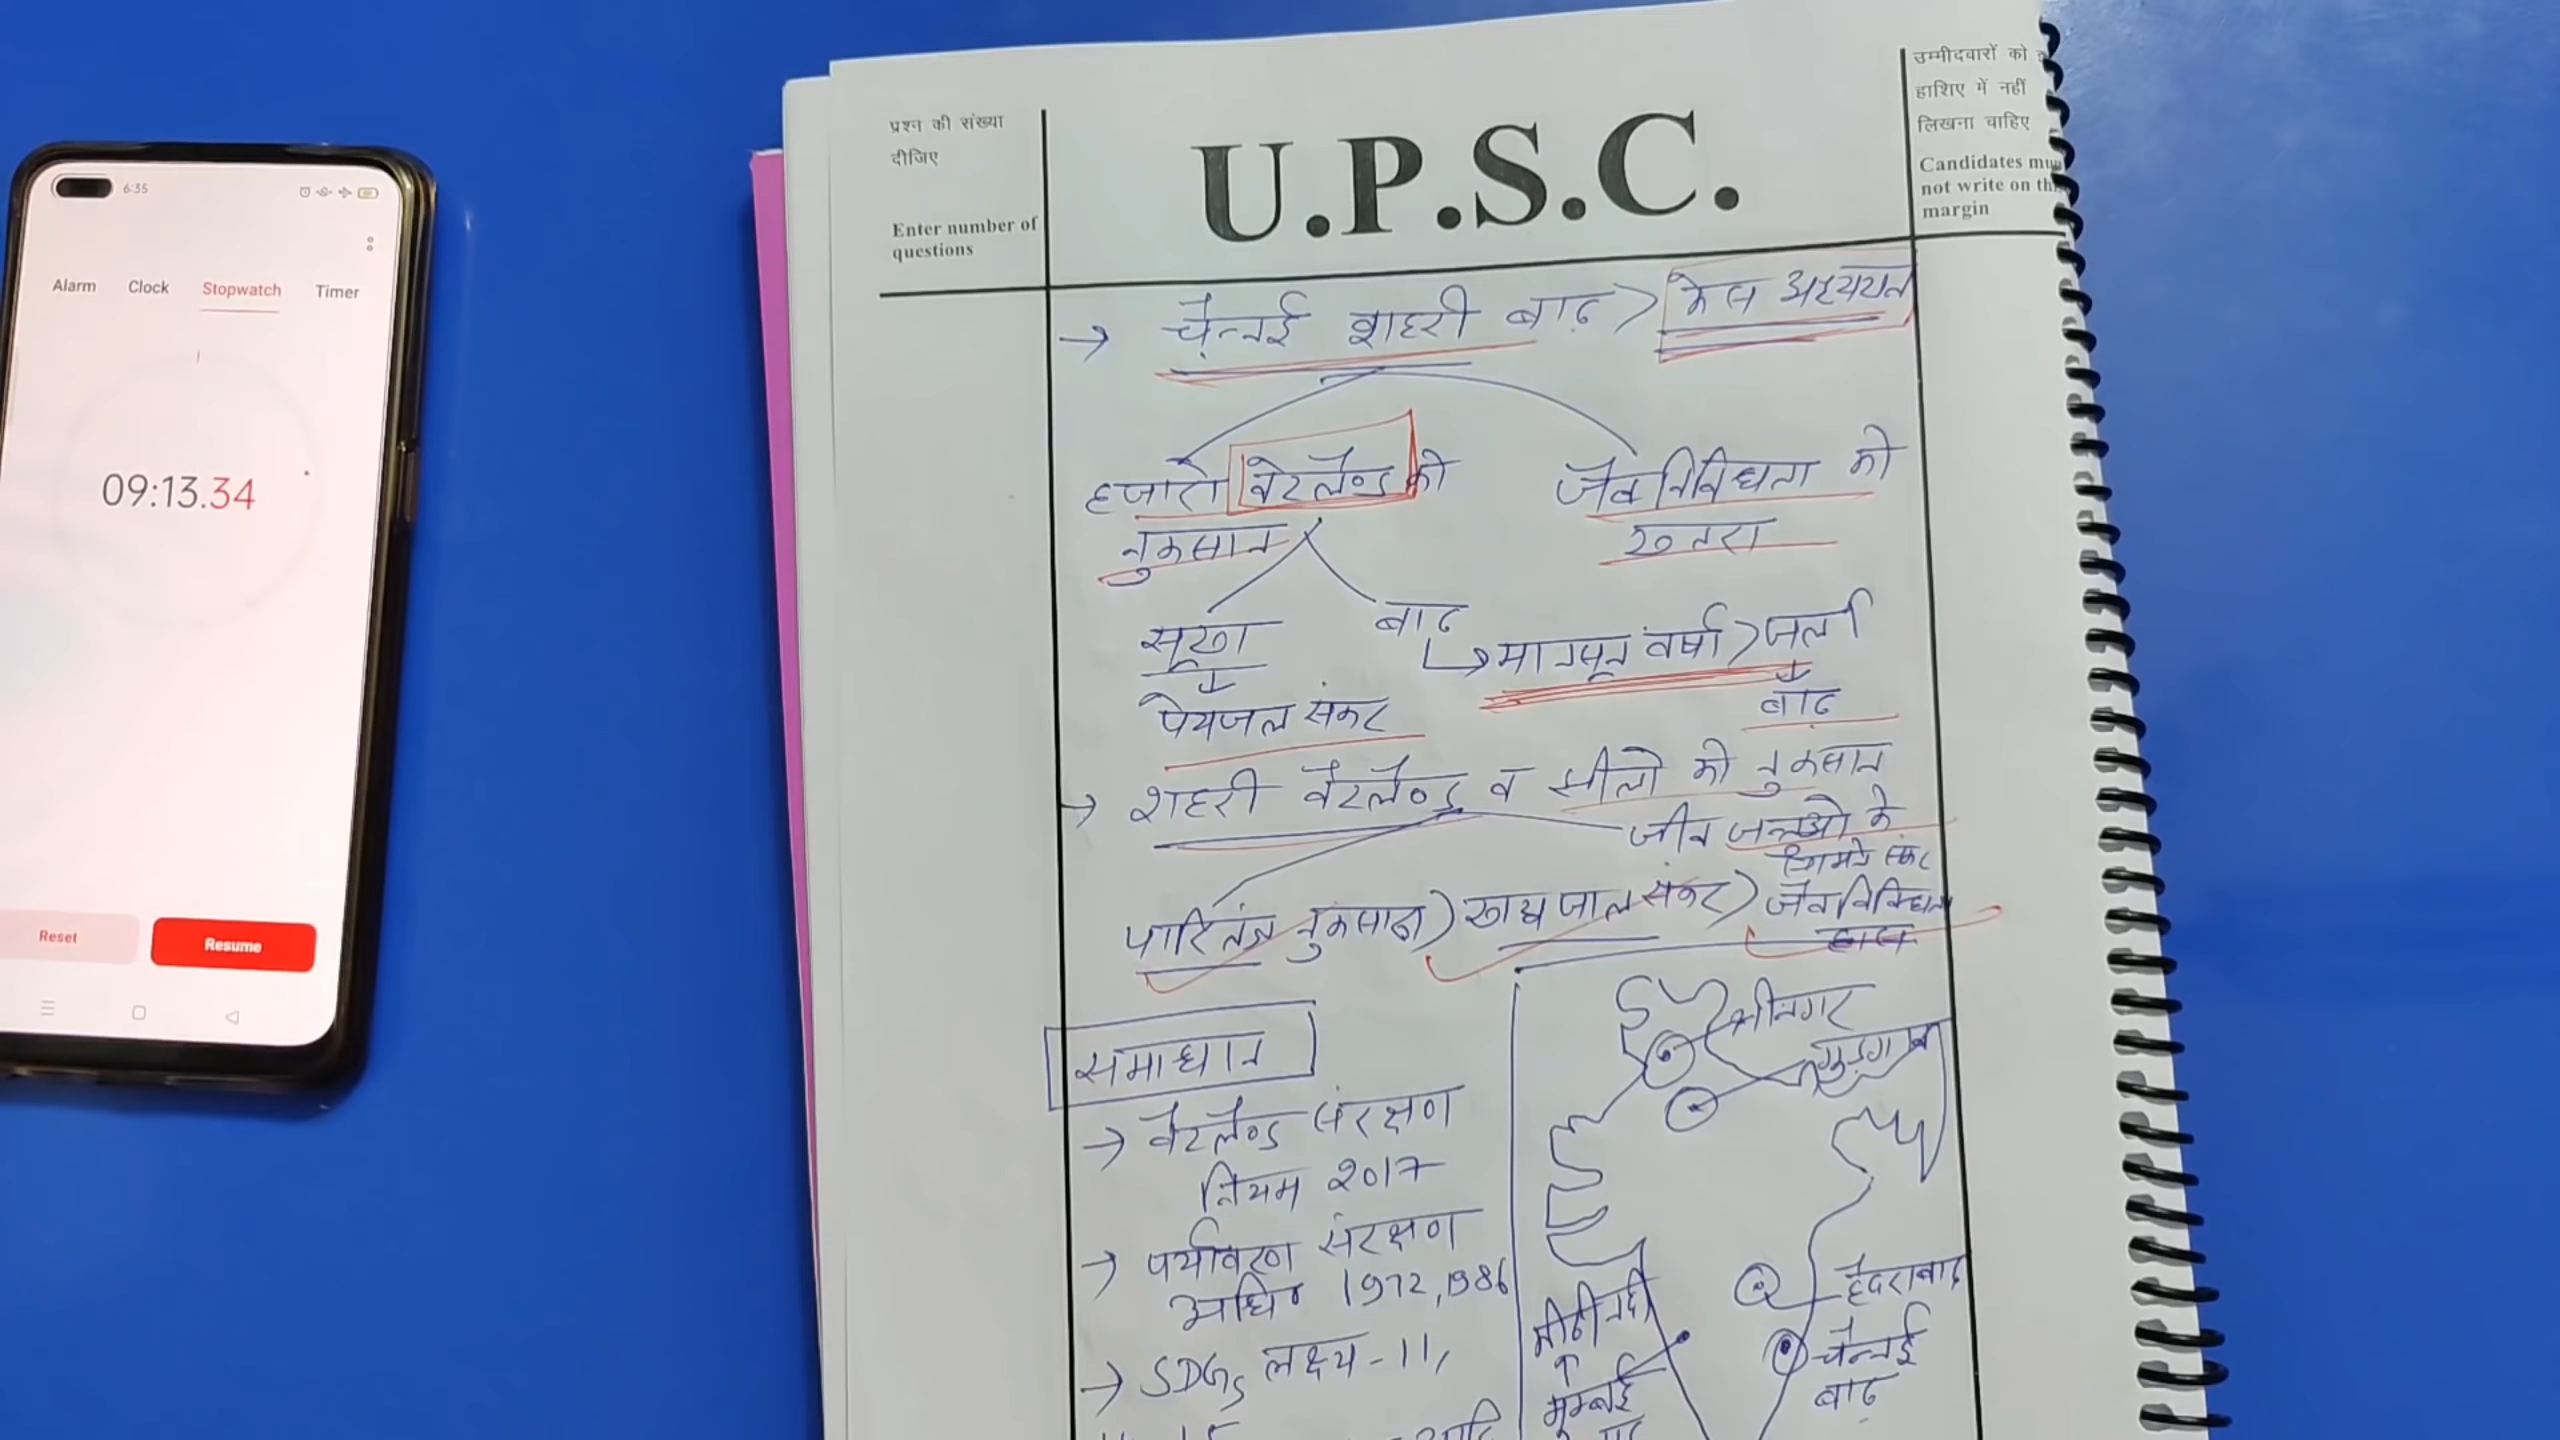 6:35
Alarm Clock Stopwatch Timer
09:13.34
Reset Resume
प्रश्न की संख्या
दीजिए
Enter number of
questions
U.P.S.C.
उम्मीदवारों को
हाशिए में नहीं
लिखना चाहिए
Candidates mu
not write on th
margin
→ चेन्नई शहरी बाढ़ > केस अध्ययन
हजारों वेटलैण्ड को
नुकसान
जैव विविधता को
खतरा
सूखा
पेयजल संकट
बाढ़
मानसून वर्षा > जल
बाढ़
→ शहरी वेटलैण्ड व झीलों को नुकसान
जीव जन्तुओं के
पारितंत्र नुकसान > खाद्य जाल संकट > जैव विविधता
ह्रास
समाधान
→ वेटलैण्ड संरक्षण
नियम 2017
→ पर्यावरण संरक्षण
अधि० 1972, 1986
→ SDGs लक्ष्य - 11,
आदि
श्रीनगर
गुड़गांव
हैदराबाद
चेन्नई
बाढ़
मीठी नदी
मुम्बई